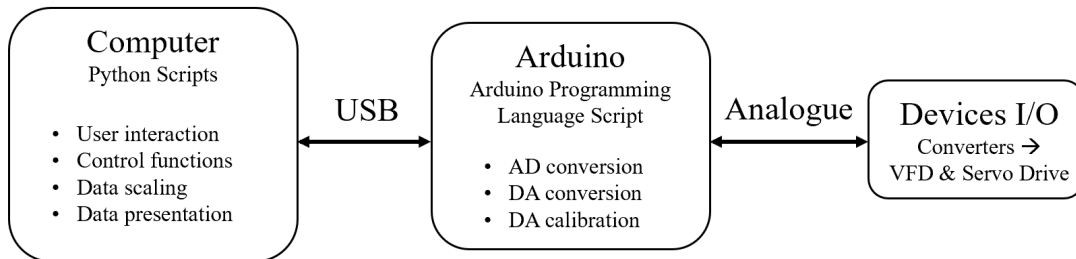 Computer
Python Scripts
• User interaction
• Control functions
• Data scaling
• Data presentation
USB
Arduino
Arduino Programming
Language Script
• AD conversion
• DA conversion
• DA calibration
Analogue
Devices I/O
Converters →
VFD & Servo Drive